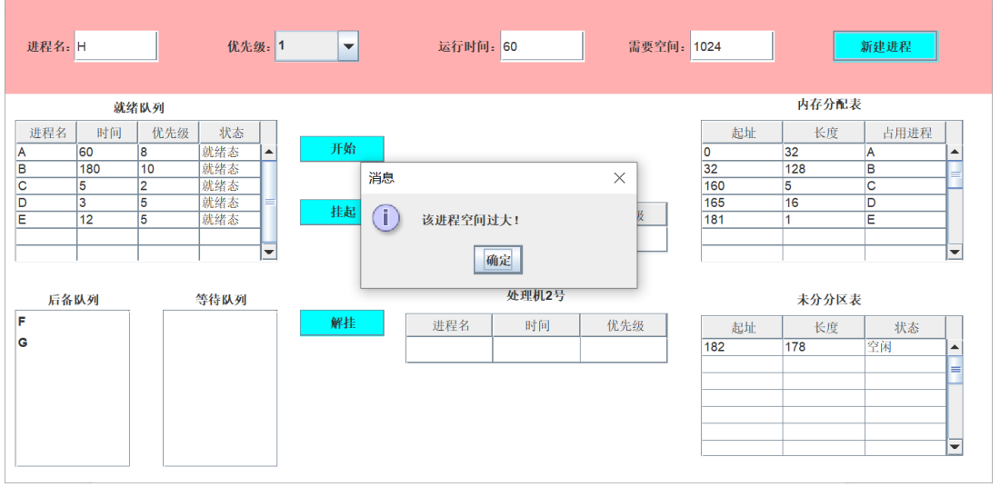 进程名: H 优先级: 1 运行时间: 60 需要空间: 1024 新建进程
就绪队列
进程名 时间 优先级 状态
A 60 8 就绪态
B 180 10 就绪态
C 5 2 就绪态
D 3 5 就绪态
E 12 5 就绪态
开始
挂起
解挂
消息
该进程空间过大!
确定
内存分配表
起址 长度 占用进程
0 32 A
32 128 B
160 5 C
165 16 D
181 1 E
后备队列
F
G
等待队列
处理机2号
进程名 时间 优先级
未分分区表
起址 长度 状态
182 178 空闲